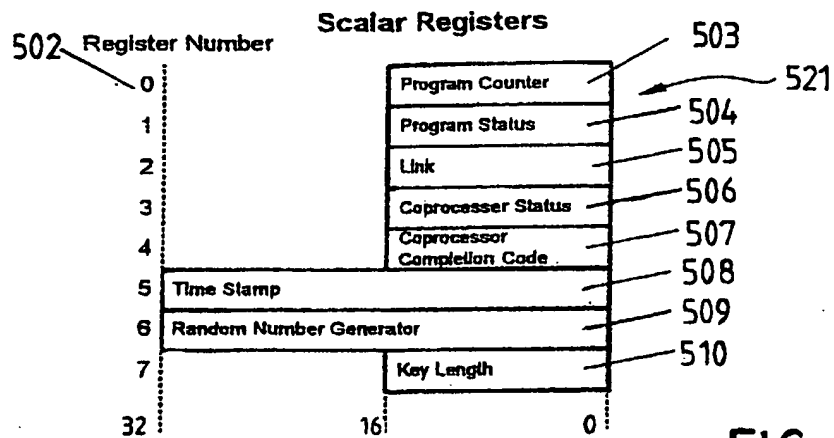 Scalar Registers
502 Register Number
503
521
0 Program Counter
1 Program Status 504
2 Link 505
3 Coprocesser Status 506
4 Coprocessor Completion Code 507
5 Time Stamp 508
6 Random Number Generator 509
7 Key Length 510
32 16 0